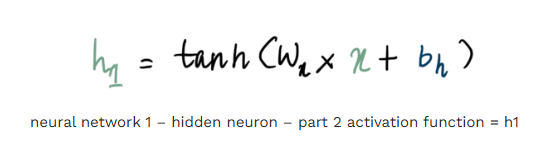 h1 = tanh (Wx × x + bh)
neural network 1 – hidden neuron – part 2 activation function = h1